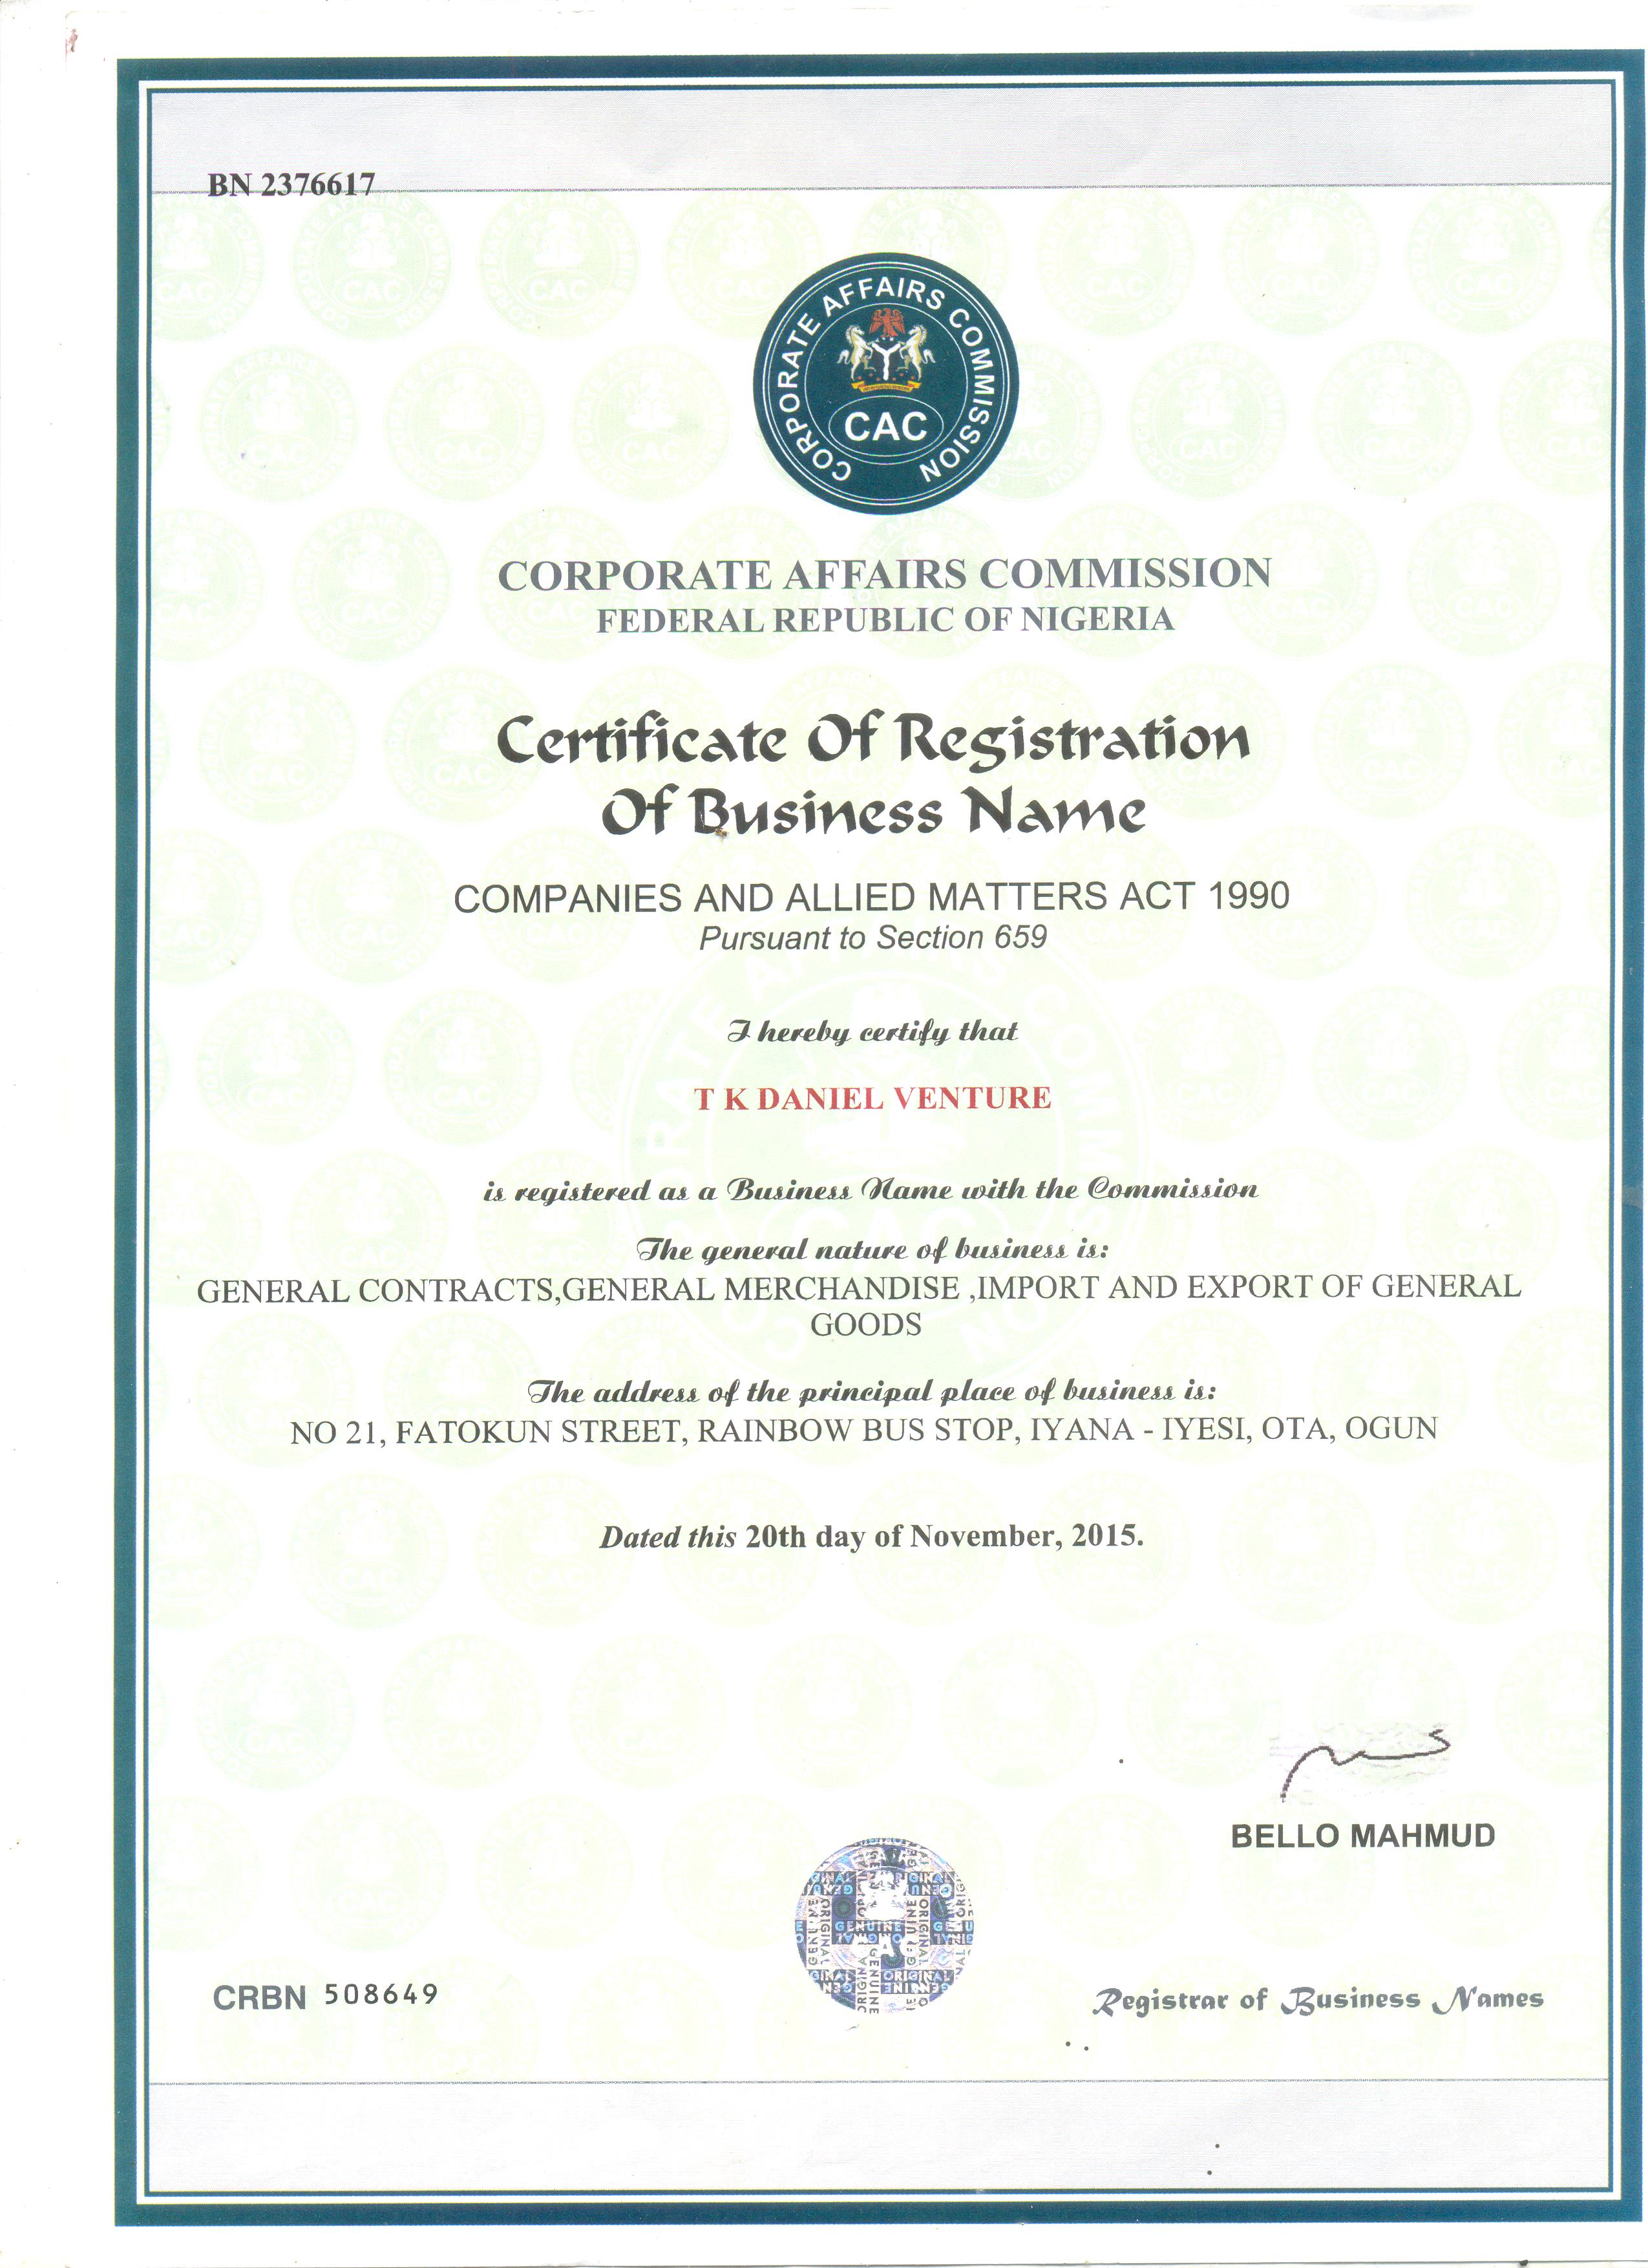 BN 2376617
CORPORATE AFFAIRS COMMISSION
CAC
CORPORATE AFFAIRS COMMISSION
FEDERAL REPUBLIC OF NIGERIA
Certificate Of Registration
Of Business Name
COMPANIES AND ALLIED MATTERS ACT 1990
Pursuant to Section 659
I hereby certify that
T K DANIEL VENTURE
is registered as a Business Name with the Commission
The general nature of business is:
GENERAL CONTRACTS,GENERAL MERCHANDISE ,IMPORT AND EXPORT OF GENERAL
GOODS
The address of the principal place of business is:
NO 21, FATOKUN STREET, RAINBOW BUS STOP, IYANA - IYESI, OTA, OGUN
Dated this 20th day of November, 2015.
BELLO MAHMUD
GENUINE
ORIGINAL
CRBN 508649
Registrar of Business Names